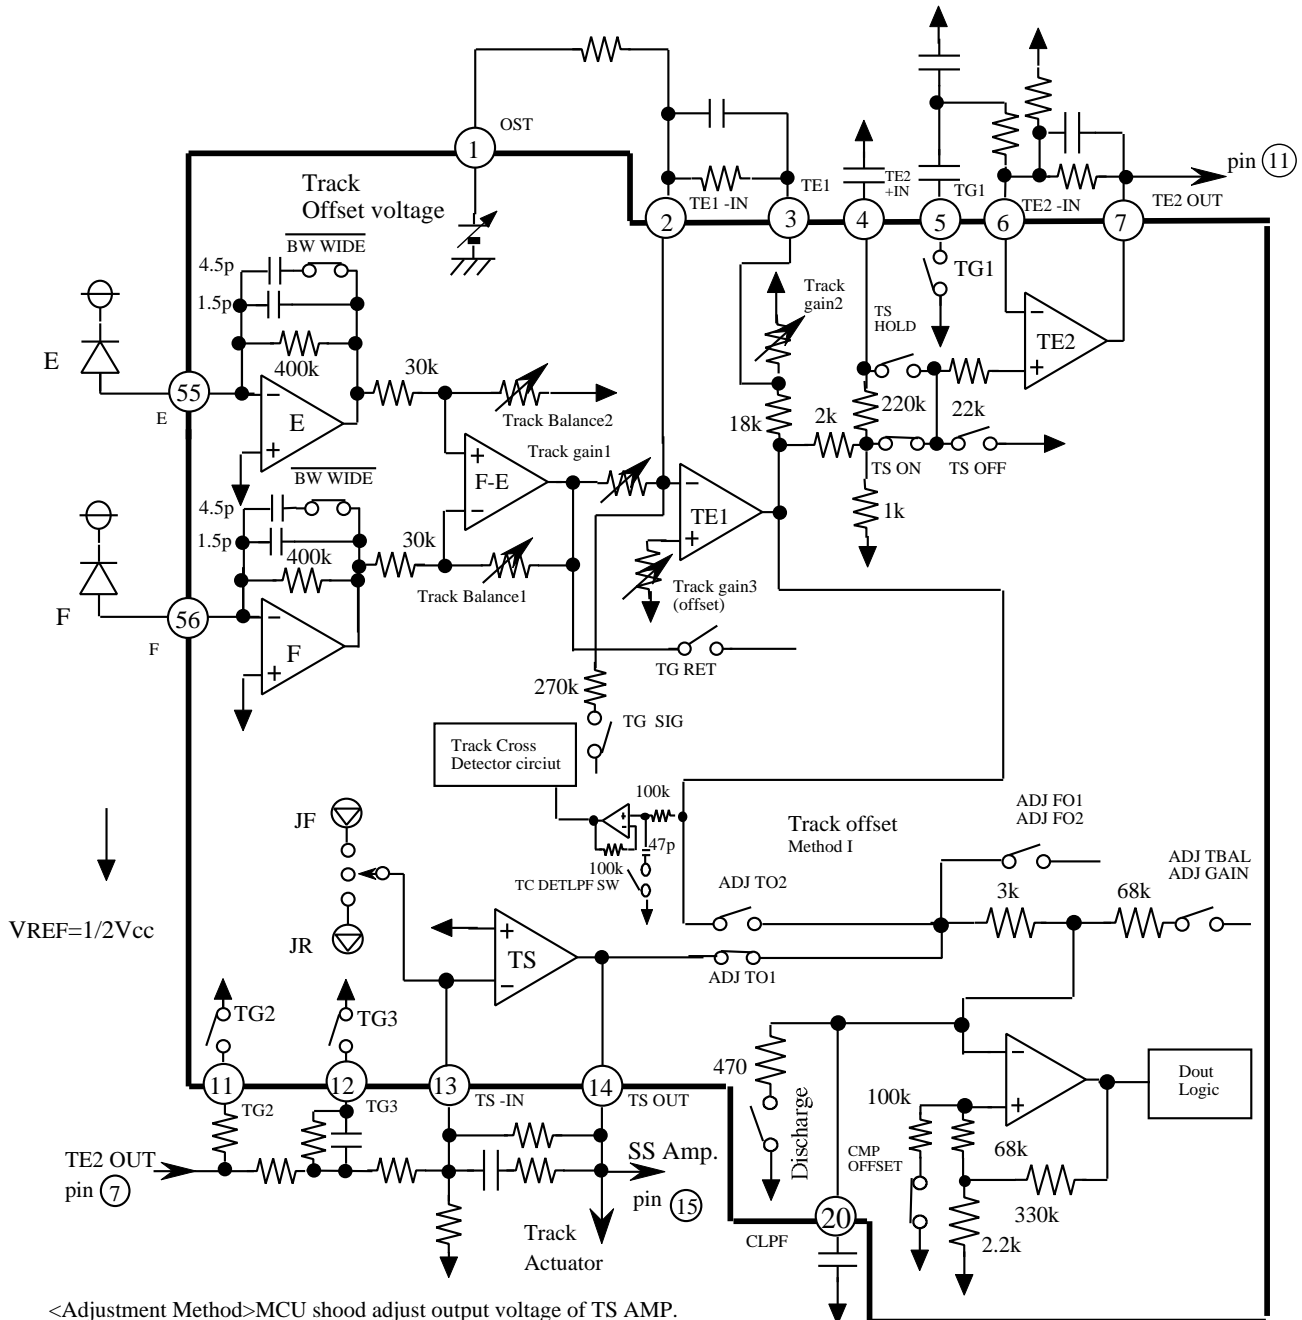 OST
1
Track
Offset voltage
BW WIDE
4.5p
1.5p
400k
E
55
E
E
30k
Track Balance2
BW WIDE
4.5p
1.5p
400k
F
56
F
F
30k
Track Balance1
F-E
Track gain1
TE1 -IN
2
TE1
3
TE2
+IN
4
TG1
5
TE2 -IN
6
7
TE2 OUT
pin 11
TG1
Track
gain2
TS
HOLD
TE2
18k
2k
220k
22k
TS ON
TS OFF
1k
TE1
Track gain3
(offset)
TG RET
270k
TG SIG
Track Cross
Detector circiut
100k
47p
100k
TC DETLPF SW
Track offset
Method I
ADJ FO1
ADJ FO2
ADJ TBAL
ADJ GAIN
ADJ TO2
3k
68k
ADJ TO1
JF
JR
VREF=1/2Vcc
TS
TG2
TG3
11
TG2
12
TG3
13
TS -IN
14
TS OUT
470
Discharge
100k
CMP
OFFSET
68k
330k
2.2k
Dout
Logic
TE2 OUT
pin 7
SS Amp.
pin 15
Track
Actuator
20
CLPF
<Adjustment Method>MCU shood adjust output voltage of TS AMP.